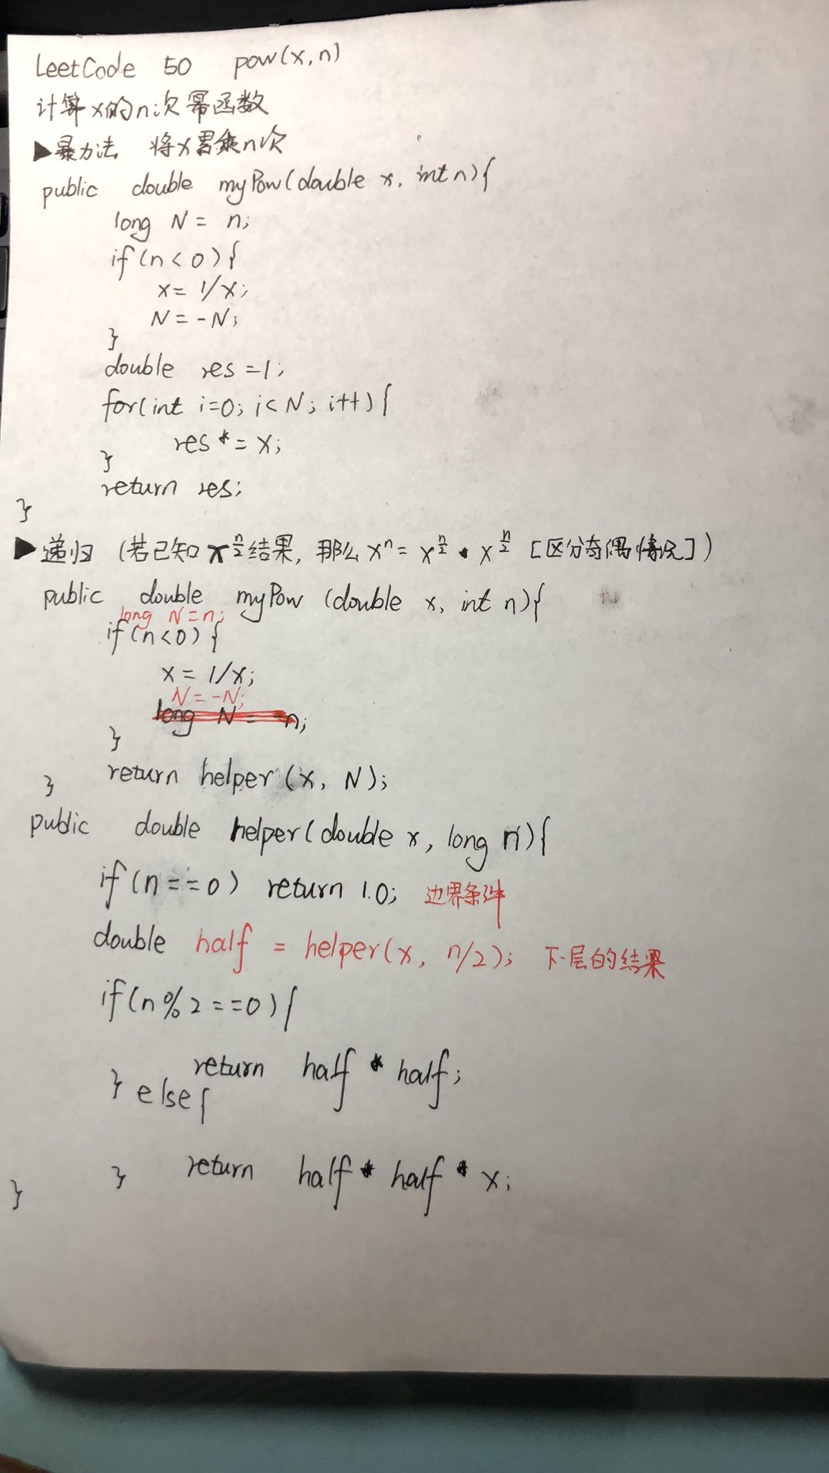 LeetCode 50 pow(x,n)
计算x的n次幂函数
▶暴力法 将x累乘n次
public double myPow(double x, int n){
long N = n;
if(n<0){
x = 1/x;
N = -N;
}
double res = 1;
for(int i=0; i<N; i++){
res *= x;
}
return res;
}
▶递归 (若已知x^{n/2}结果, 那么x^n = x^{n/2} • x^{n/2} [区分奇偶情况])
public double myPow (double x, int n){
long N=n;
if(n<0){
x = 1/x;
N = -N;
long N = -n;
}
return helper(x, N);
}
public double helper(double x, long n){
if(n==0) return 1.0; 边界条件
double half = helper(x, n/2); 下一层的结果
if(n%2==0){
return half * half;
} else{
return half * half * x;
}
}